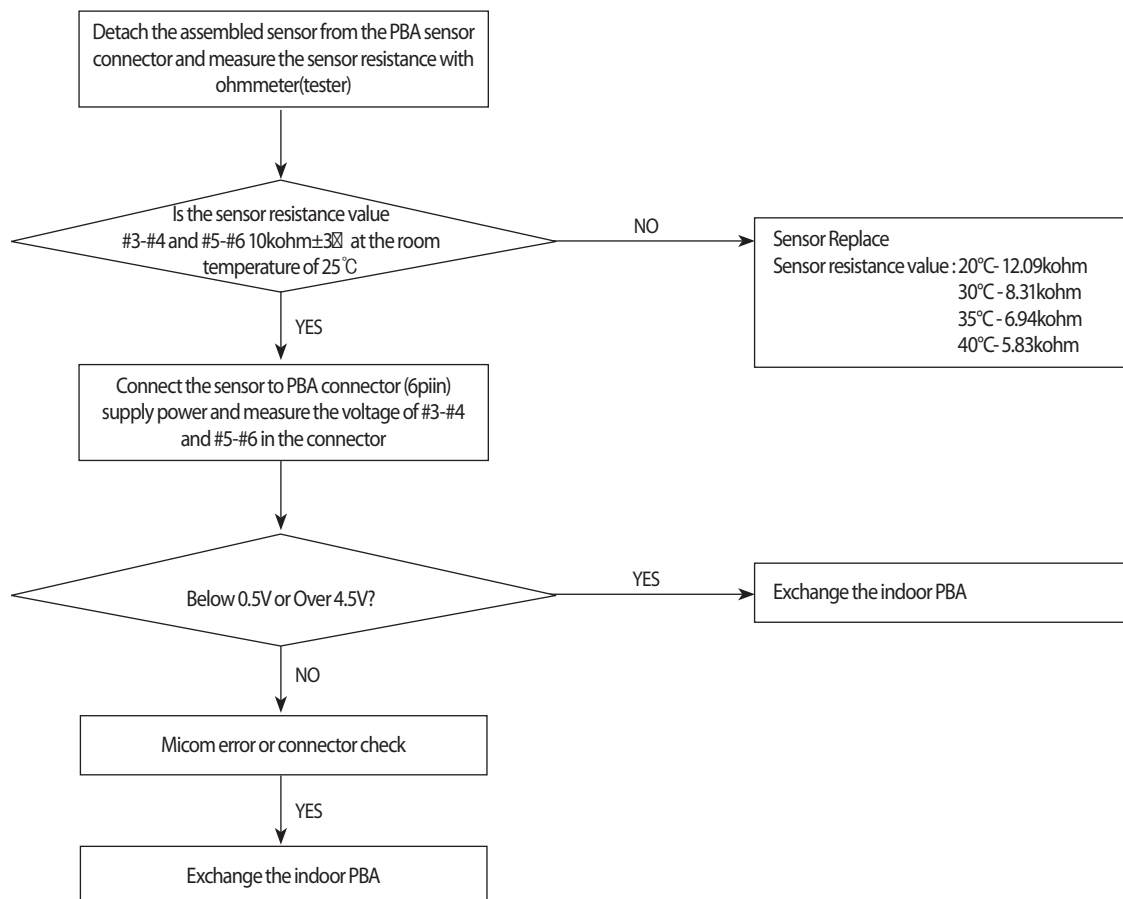 Detach the assembled sensor from the PBA sensor
connector and measure the sensor resistance with
ohmmeter(tester)
Is the sensor resistance value
#3-#4 and #5-#6 10kohm±3 at the room
temperature of 25℃
NO
Sensor Replace
Sensor resistance value : 20°C- 12.09kohm
30°C - 8.31kohm
35°C - 6.94kohm
40°C- 5.83kohm
YES
Connect the sensor to PBA connector (6piin)
supply power and measure the voltage of #3-#4
and #5-#6 in the connector
Below 0.5V or Over 4.5V?
YES
Exchange the indoor PBA
NO
Micom error or connector check
YES
Exchange the indoor PBA